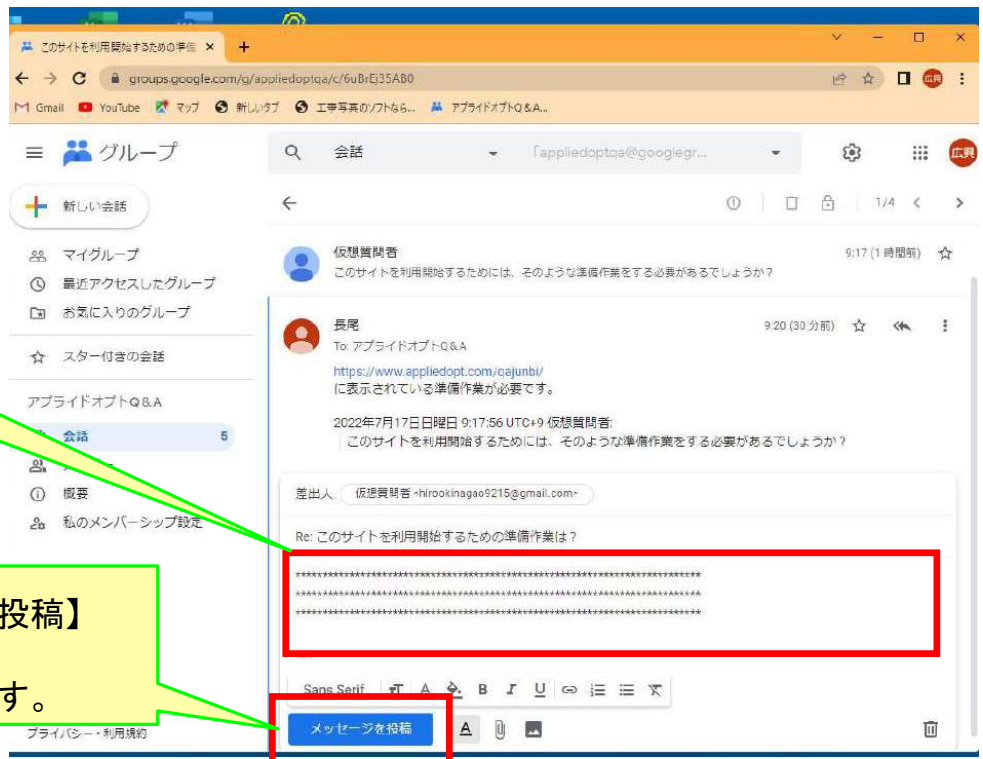 このサイトを利用開始するための準備
groups.google.com/g/appliedoptqa/c/6uBrEj35AB0
Gmail YouTube マップ 新しいタブ 工事写真のソフトなら... アプライドオプトQ&A...
グループ
会話
「appliedoptqa@googlegr...
広興
新しい会話
1/4
マイグループ
最近アクセスしたグループ
お気に入りのグループ
スター付きの会話
アプライドオプトQ&A
会話 5
概要
私のメンバーシップ設定
プライバシー・利用規約
仮想質問者 9:17 (1 時間前)
このサイトを利用開始するためには、そのような準備作業をする必要があるでしょうか?
長尾 9:20 (30 分前)
To: アプライドオプトQ&A
https://www.appliedopt.com/qajunbi/
に表示されている準備作業が必要です。
2022年7月17日日曜日 9:17:56 UTC+9 仮想質問者:
このサイトを利用開始するためには、そのような準備作業をする必要があるでしょうか?
差出人: 仮想質問者 <hirookinagao9215@gmail.com>
Re: このサイトを利用開始するための準備作業は?
***************************************************************************
***************************************************************************
***************************************************************************
Sans Serif
メッセージを投稿
投稿】
す。